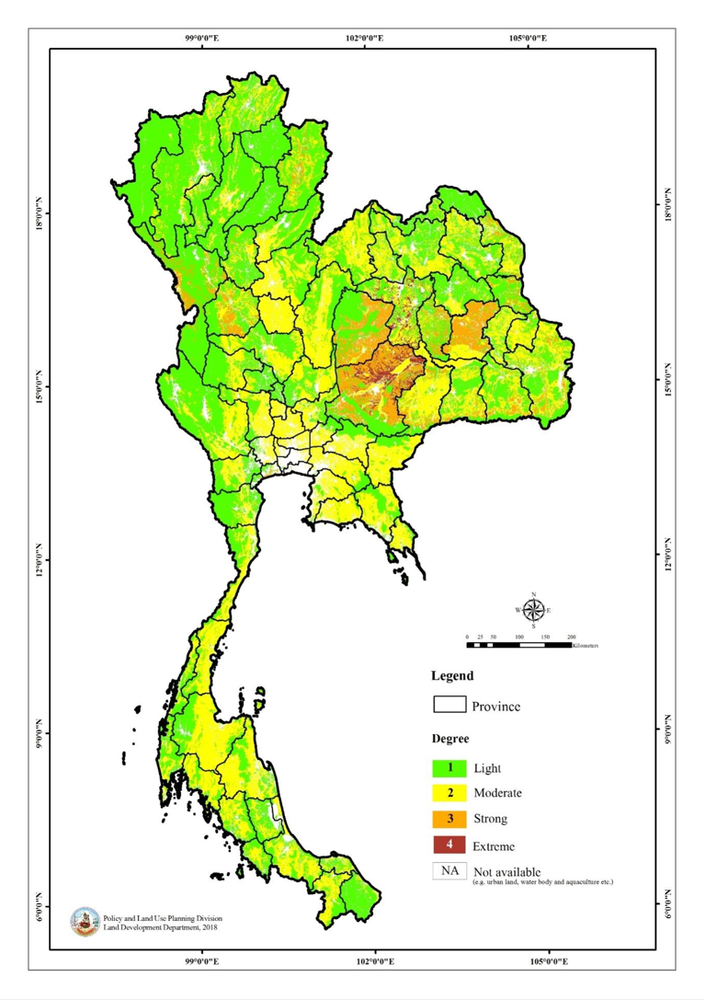 99°0'0"E 102°0'0"E 105°0'0"E
18°0'0"N 18°0'0"N
15°0'0"N 15°0'0"N
12°0'0"N 12°0'0"N
N
W E
S
0 25 50 100 150 200
Kilometers
Legend
Province
9°0'0"N 9°0'0"N
Degree
1 Light
2 Moderate
3 Strong
4 Extreme
NA Not available
(e.g. urban land, water body and aquaculture etc.)
6°0'0"N 6°0'0"N
Policy and Land Use Planning Division
Land Development Department, 2018
99°0'0"E 102°0'0"E 105°0'0"E